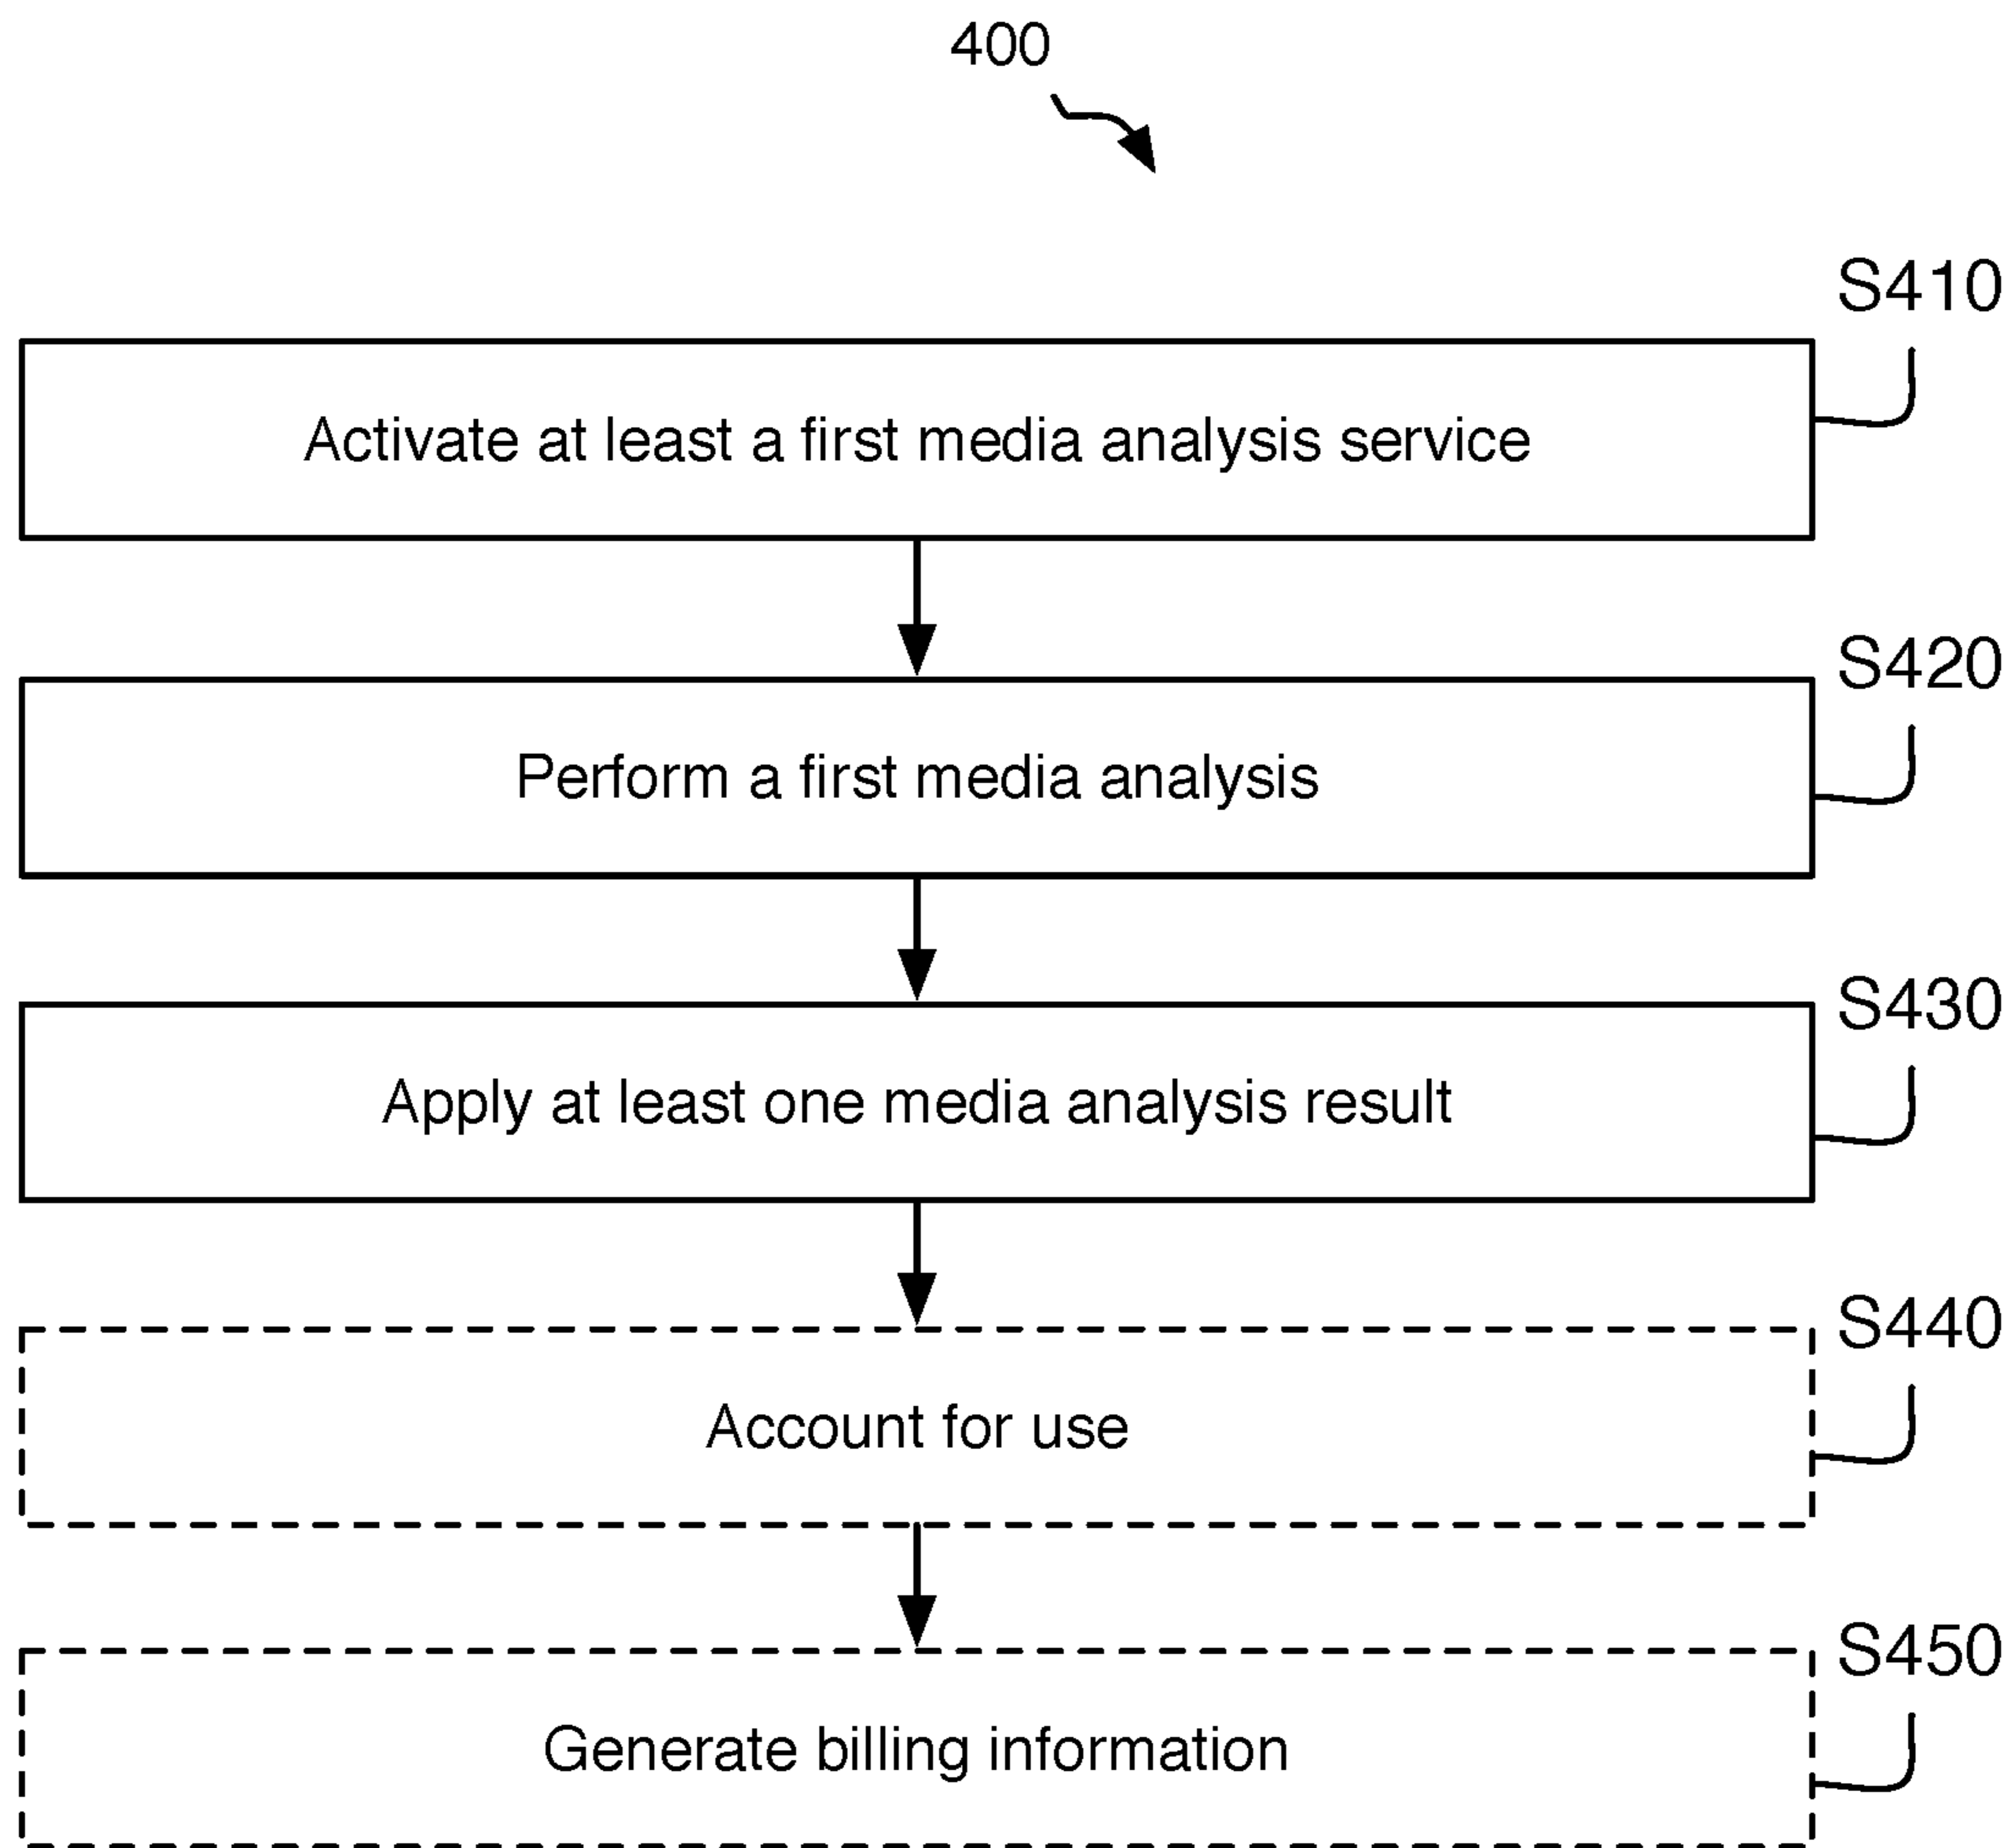 400
S410
Activate at least a first media analysis service
S420
Perform a first media analysis
S430
Apply at least one media analysis result
S440
Account for use
S450
Generate billing information